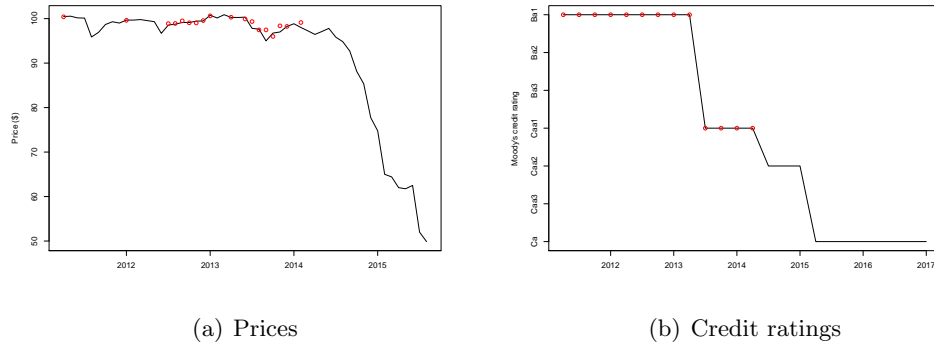 100
90
80
70
60
50
Price ($)
2012
2013
2014
2015
(a) Prices
Ba1
Ba2
Ba3
Caa1
Caa2
Caa3
Ca
Moody's credit rating
2012
2013
2014
2015
2016
2017
(b) Credit ratings